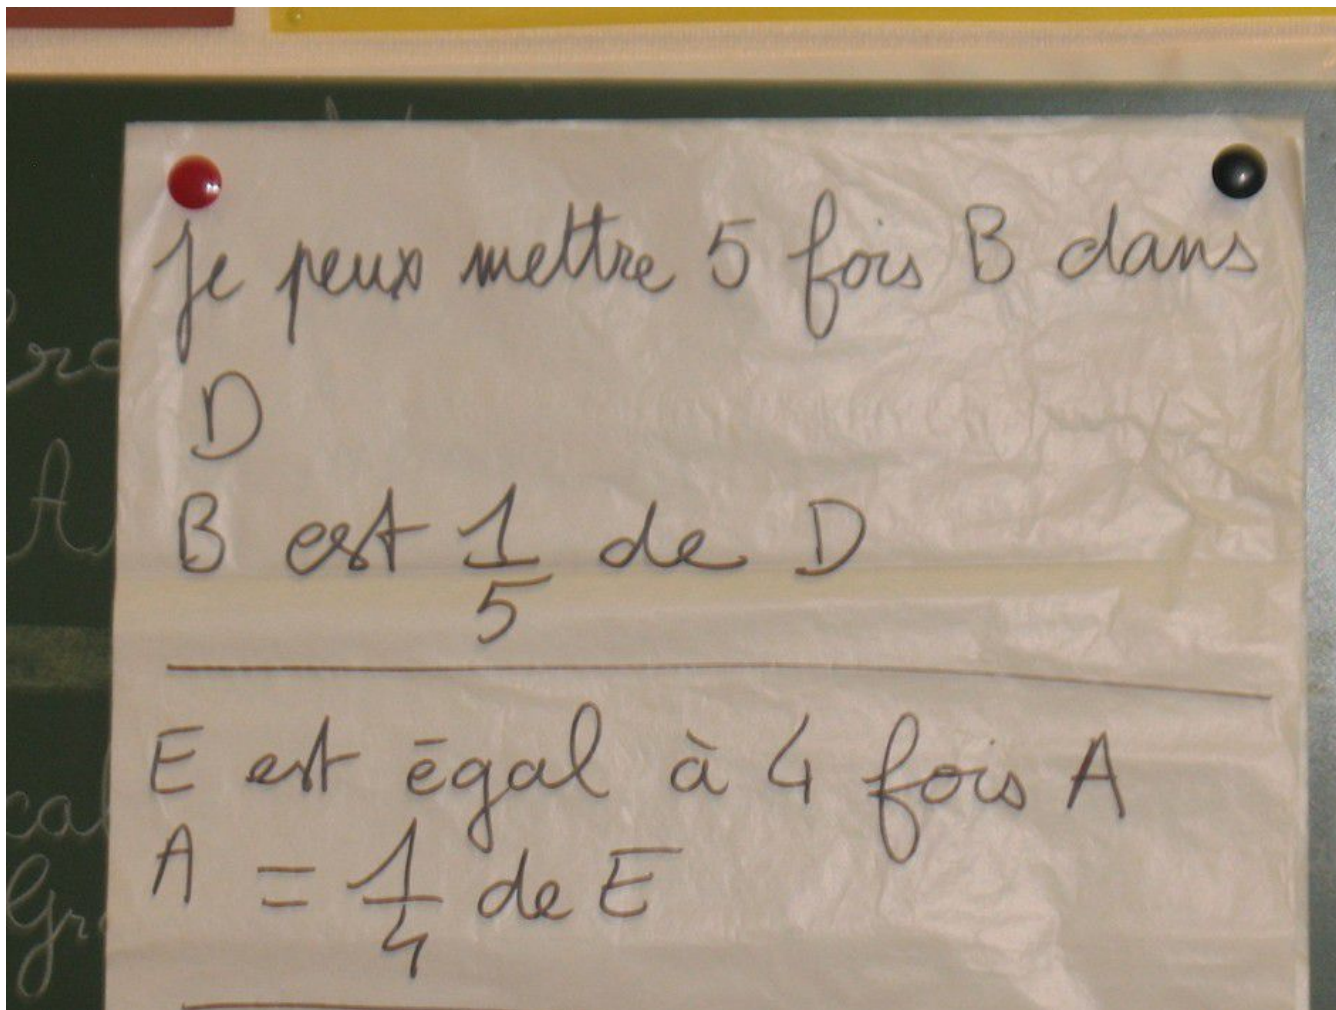 Je peux mettre 5 fois B dans
D
B est 1/5 de D
E est égal à 4 fois A
A = 1/4 de E
A